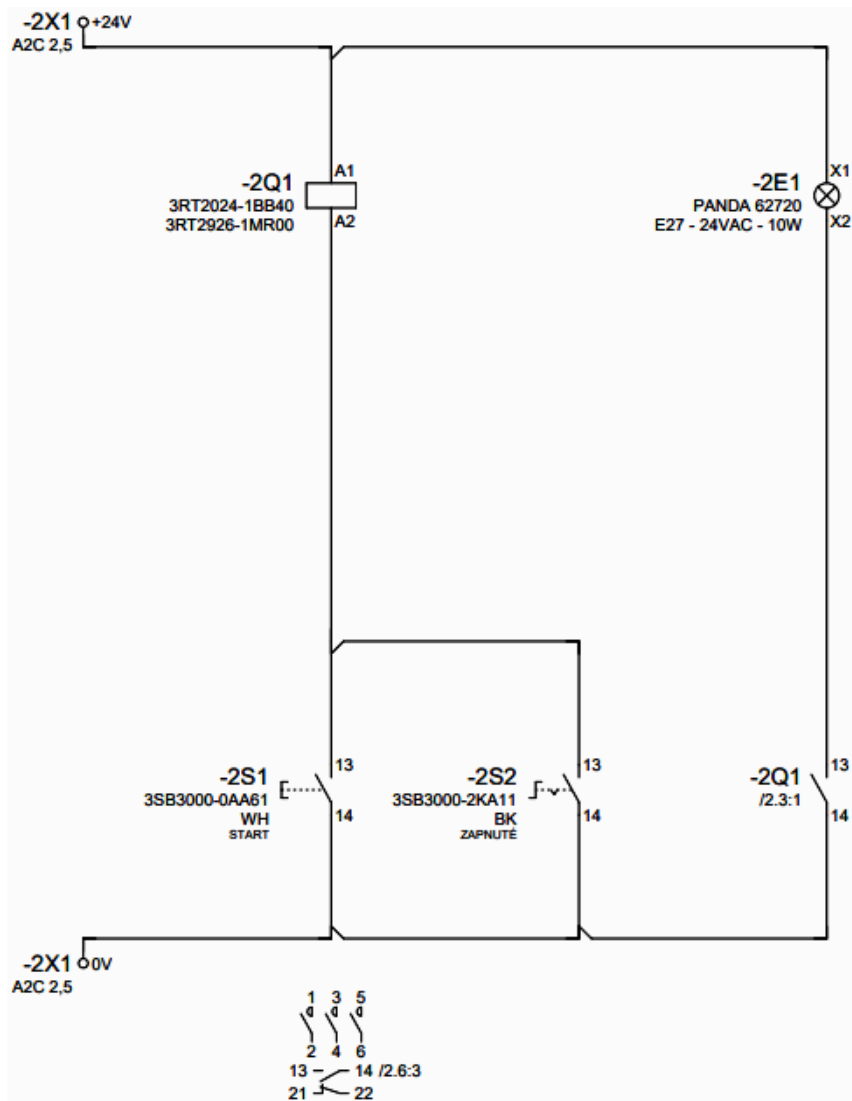 -2X1 +24V
A2C 2,5
-2Q1 A1
3RT2024-1BB40
3RT2926-1MR00 A2
-2E1 X1
PANDA 62720
E27 - 24VAC - 10W X2
-2S1 13
3SB3000-0AA61
WH 14
START
-2S2 13
3SB3000-2KA11
BK 14
ZAPNUTÉ
-2Q1 13
/2.3:1
14
-2X1 0V
A2C 2,5
1 3 5
2 4 6
13 14 /2.6:3
21 22